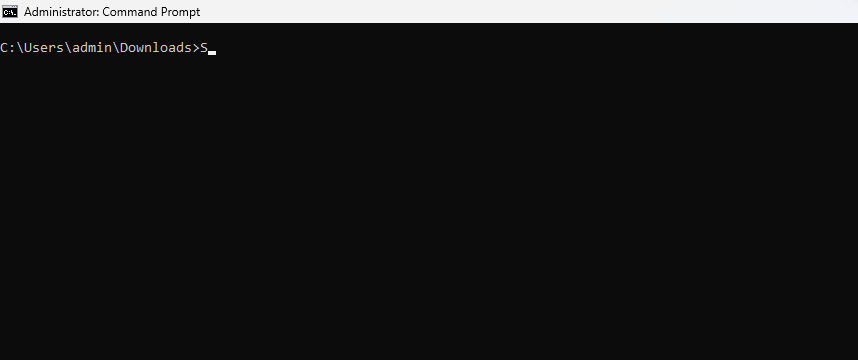 Administrator: Command Prompt
C:\Users\admin\Downloads>S